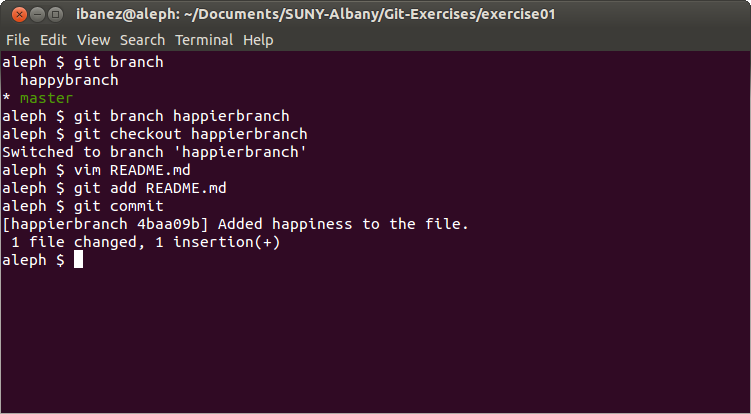 ibanez@aleph: ~/Documents/SUNY-Albany/Git-Exercises/exercise01
File Edit View Search Terminal Help
aleph $ git branch
  happybranch
* master
aleph $ git branch happierbranch
aleph $ git checkout happierbranch
Switched to branch 'happierbranch'
aleph $ vim README.md
aleph $ git add README.md
aleph $ git commit
[happierbranch 4baa09b] Added happiness to the file.
 1 file changed, 1 insertion(+)
aleph $